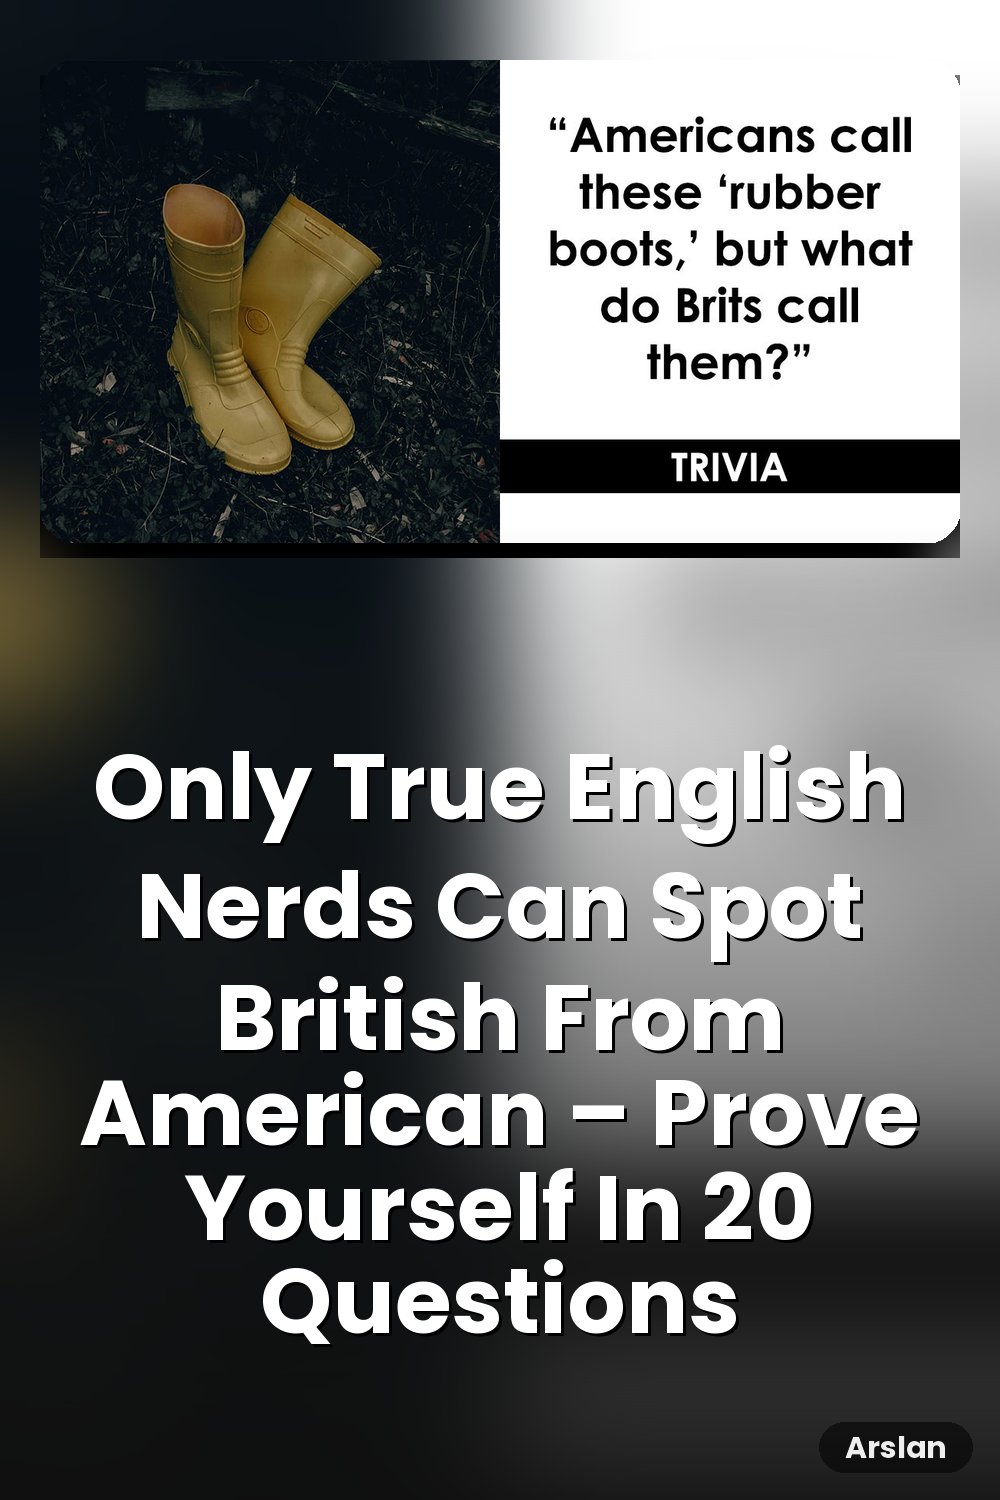 “Americans call
these ‘rubber
boots,’ but what
do Brits call
them?”
TRIVIA
Only True English
Nerds Can Spot
British From
American – Prove
Yourself In 20
Questions
Arslan